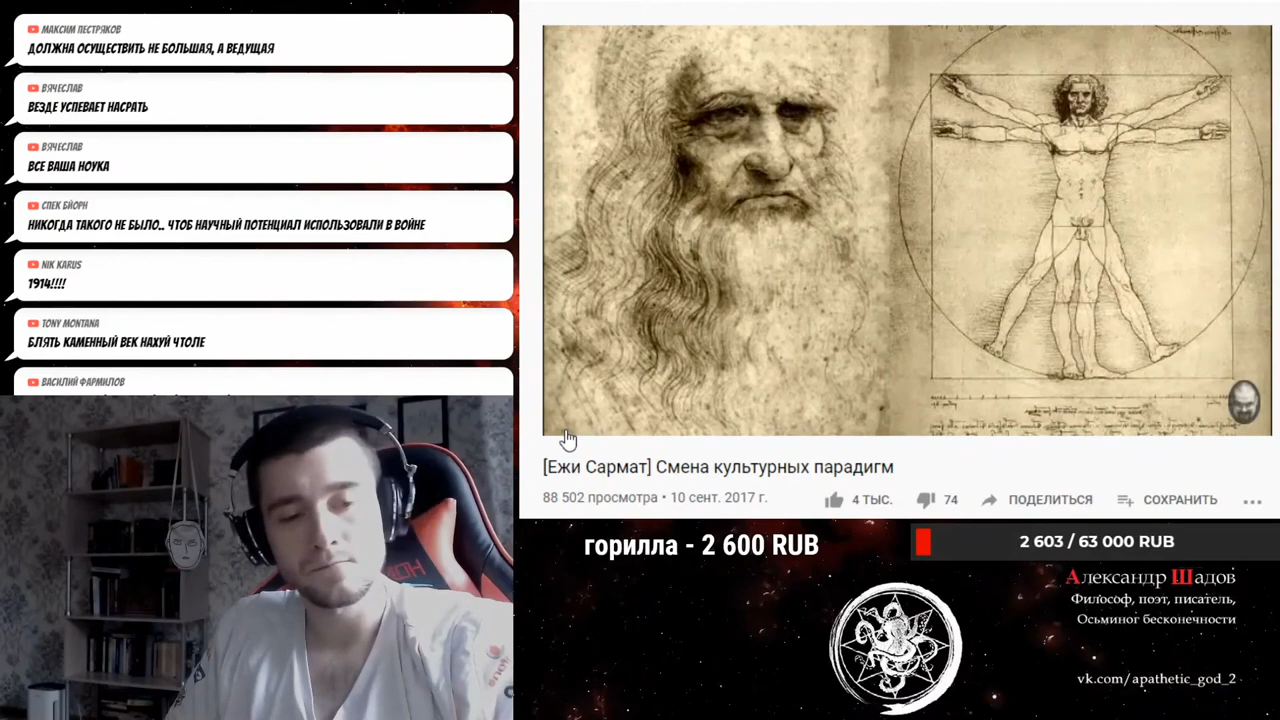 МАКСИМ ПЕСТРЯКОВ
ДОЛЖНА ОСУЩЕСТВИТЬ НЕ БОЛЬШАЯ, А ВЕДУЩАЯ
ВЯЧЕСЛАВ
ВЕЗДЕ УСПЕВАЕТ НАСРАТЬ
ВЯЧЕСЛАВ
ВСЕ ВАША НОУКА
СПЕК БЙОРН
НИКОГДА ТАКОГО НЕ БЫЛО.. ЧТОБ НАУЧНЫЙ ПОТЕНЦИАЛ ИСПОЛЬЗОВАЛИ В ВОЙНЕ
NIK KARUS
1914!!!!
TONY MONTANA
БЛЯТЬ КАМЕННЫЙ ВЕК НАХУЙ ЧТОЛЕ
ВАСИЛИЙ ФАРМИЛОВ
[Ежи Сармат] Смена культурных парадигм
88 502 просмотра • 10 сент. 2017 г.
4 ТЫС.
74
ПОДЕЛИТЬСЯ
СОХРАНИТЬ
горилла - 2 600 RUB
2 603 / 63 000 RUB
Александр Шадов
Философ, поэт, писатель,
Осьминог бесконечности
vk.com/apathetic_god_2